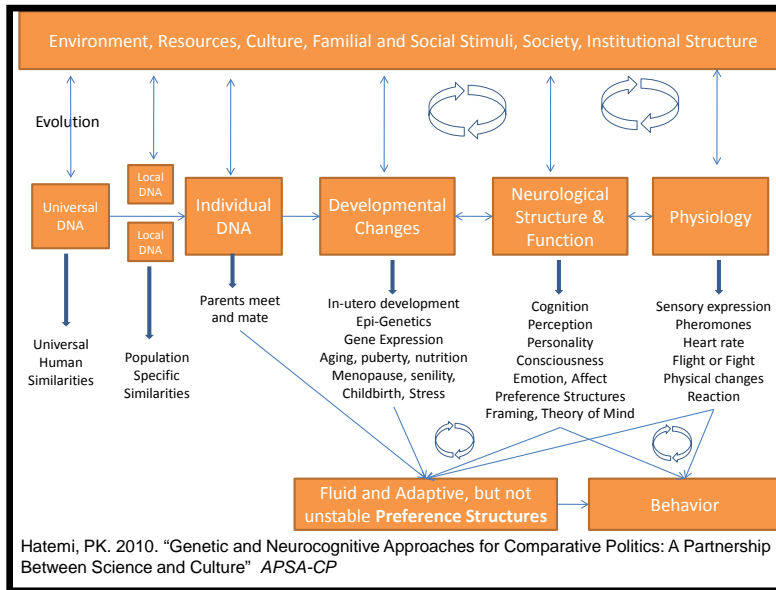 Environment, Resources, Culture, Familial and Social Stimuli, Society, Institutional Structure
Evolution
Universal
DNA
Local
DNA
Local
DNA
Individual
DNA
Developmental
Changes
Neurological
Structure &
Function
Physiology
Universal
Human
Similarities
Population
Specific
Similarities
Parents meet
and mate
In-utero development
Epi-Genetics
Gene Expression
Aging, puberty, nutrition
Menopause, senility,
Childbirth, Stress
Cognition
Perception
Personality
Consciousness
Emotion, Affect
Preference Structures
Framing, Theory of Mind
Sensory expression
Pheromones
Heart rate
Flight or Fight
Physical changes
Reaction
Fluid and Adaptive, but not
unstable Preference Structures
Behavior
Hatemi, PK. 2010. “Genetic and Neurocognitive Approaches for Comparative Politics: A Partnership
Between Science and Culture” APSA-CP